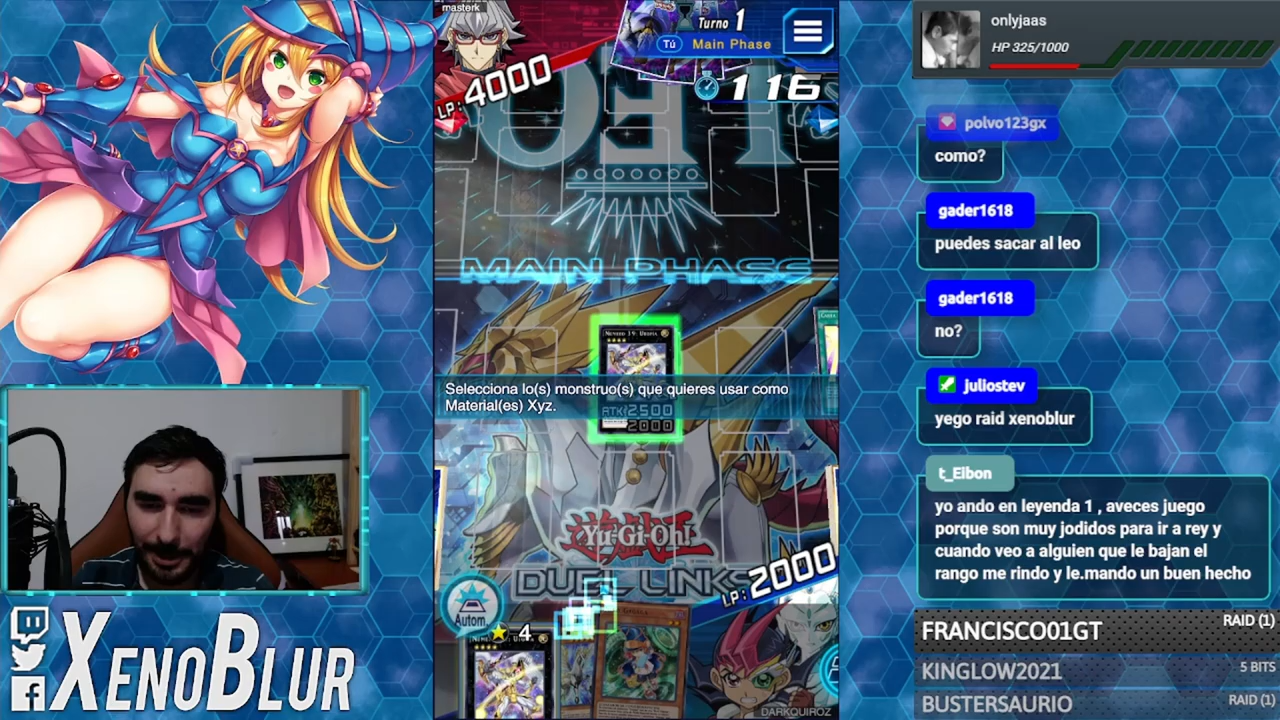 masterk
LP: 4000
Turno 1
Tú Main Phase
116
LEO
MAIN PHASE
Selecciona lo(s) monstruo(s) que quieres usar como
Material(es) Xyz.
ATK 2500
2000
Yu-Gi-Oh!
DUEL LINKS
LP: 2000
Autom.
4
DARKQUIROZ
XENOBLUR
onlyjaas
HP 325/1000
polvo123gx
como?
gader1618
puedes sacar al leo
gader1618
no?
juliostev
yego raid xenoblur
t_Elbon
yo ando en leyenda 1 , aveces juego
porque son muy jodidos para ir a rey y
cuando veo a alguien que le bajan el
rango me rindo y le.mando un buen hecho
FRANCISCO01GT RAID (1)
KINGLOW2021 5 BITS
BUSTERSAURIO RAID (1)